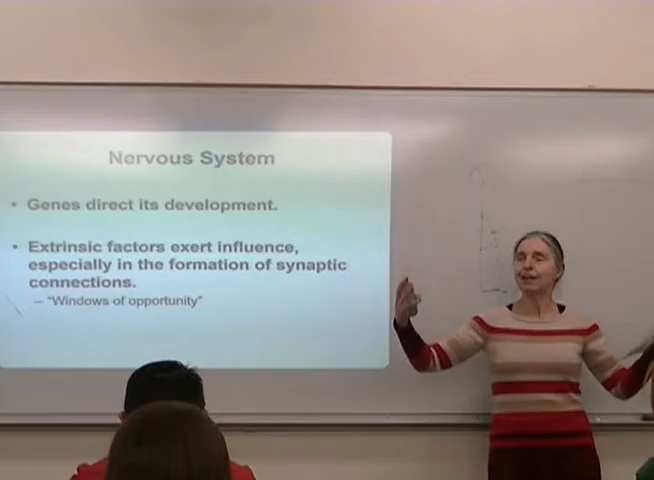 Nervous System
• Genes direct its development.
• Extrinsic factors exert influence,
especially in the formation of synaptic
connections.
– "Windows of opportunity"